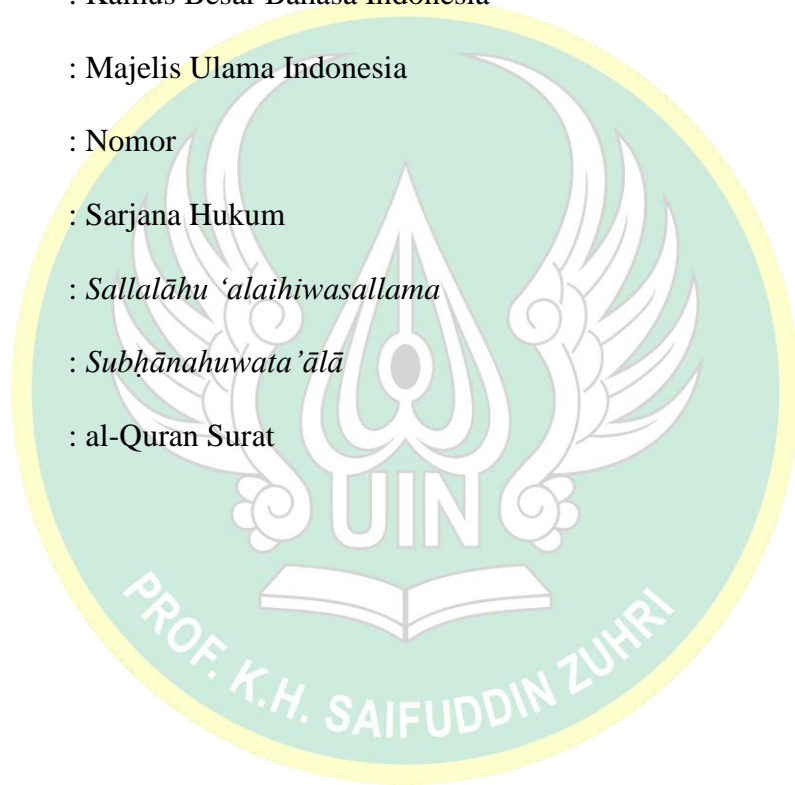 : Kamus Besar Bahasa Indonesia
: Majelis Ulama Indonesia
: Nomor
: Sarjana Hukum
: Sallalāhu ‘alaihiwasallama
: Subḥānahuwata’ālā
: al-Quran Surat
UIN
PROF. K.H. SAIFUDDIN ZUHRI